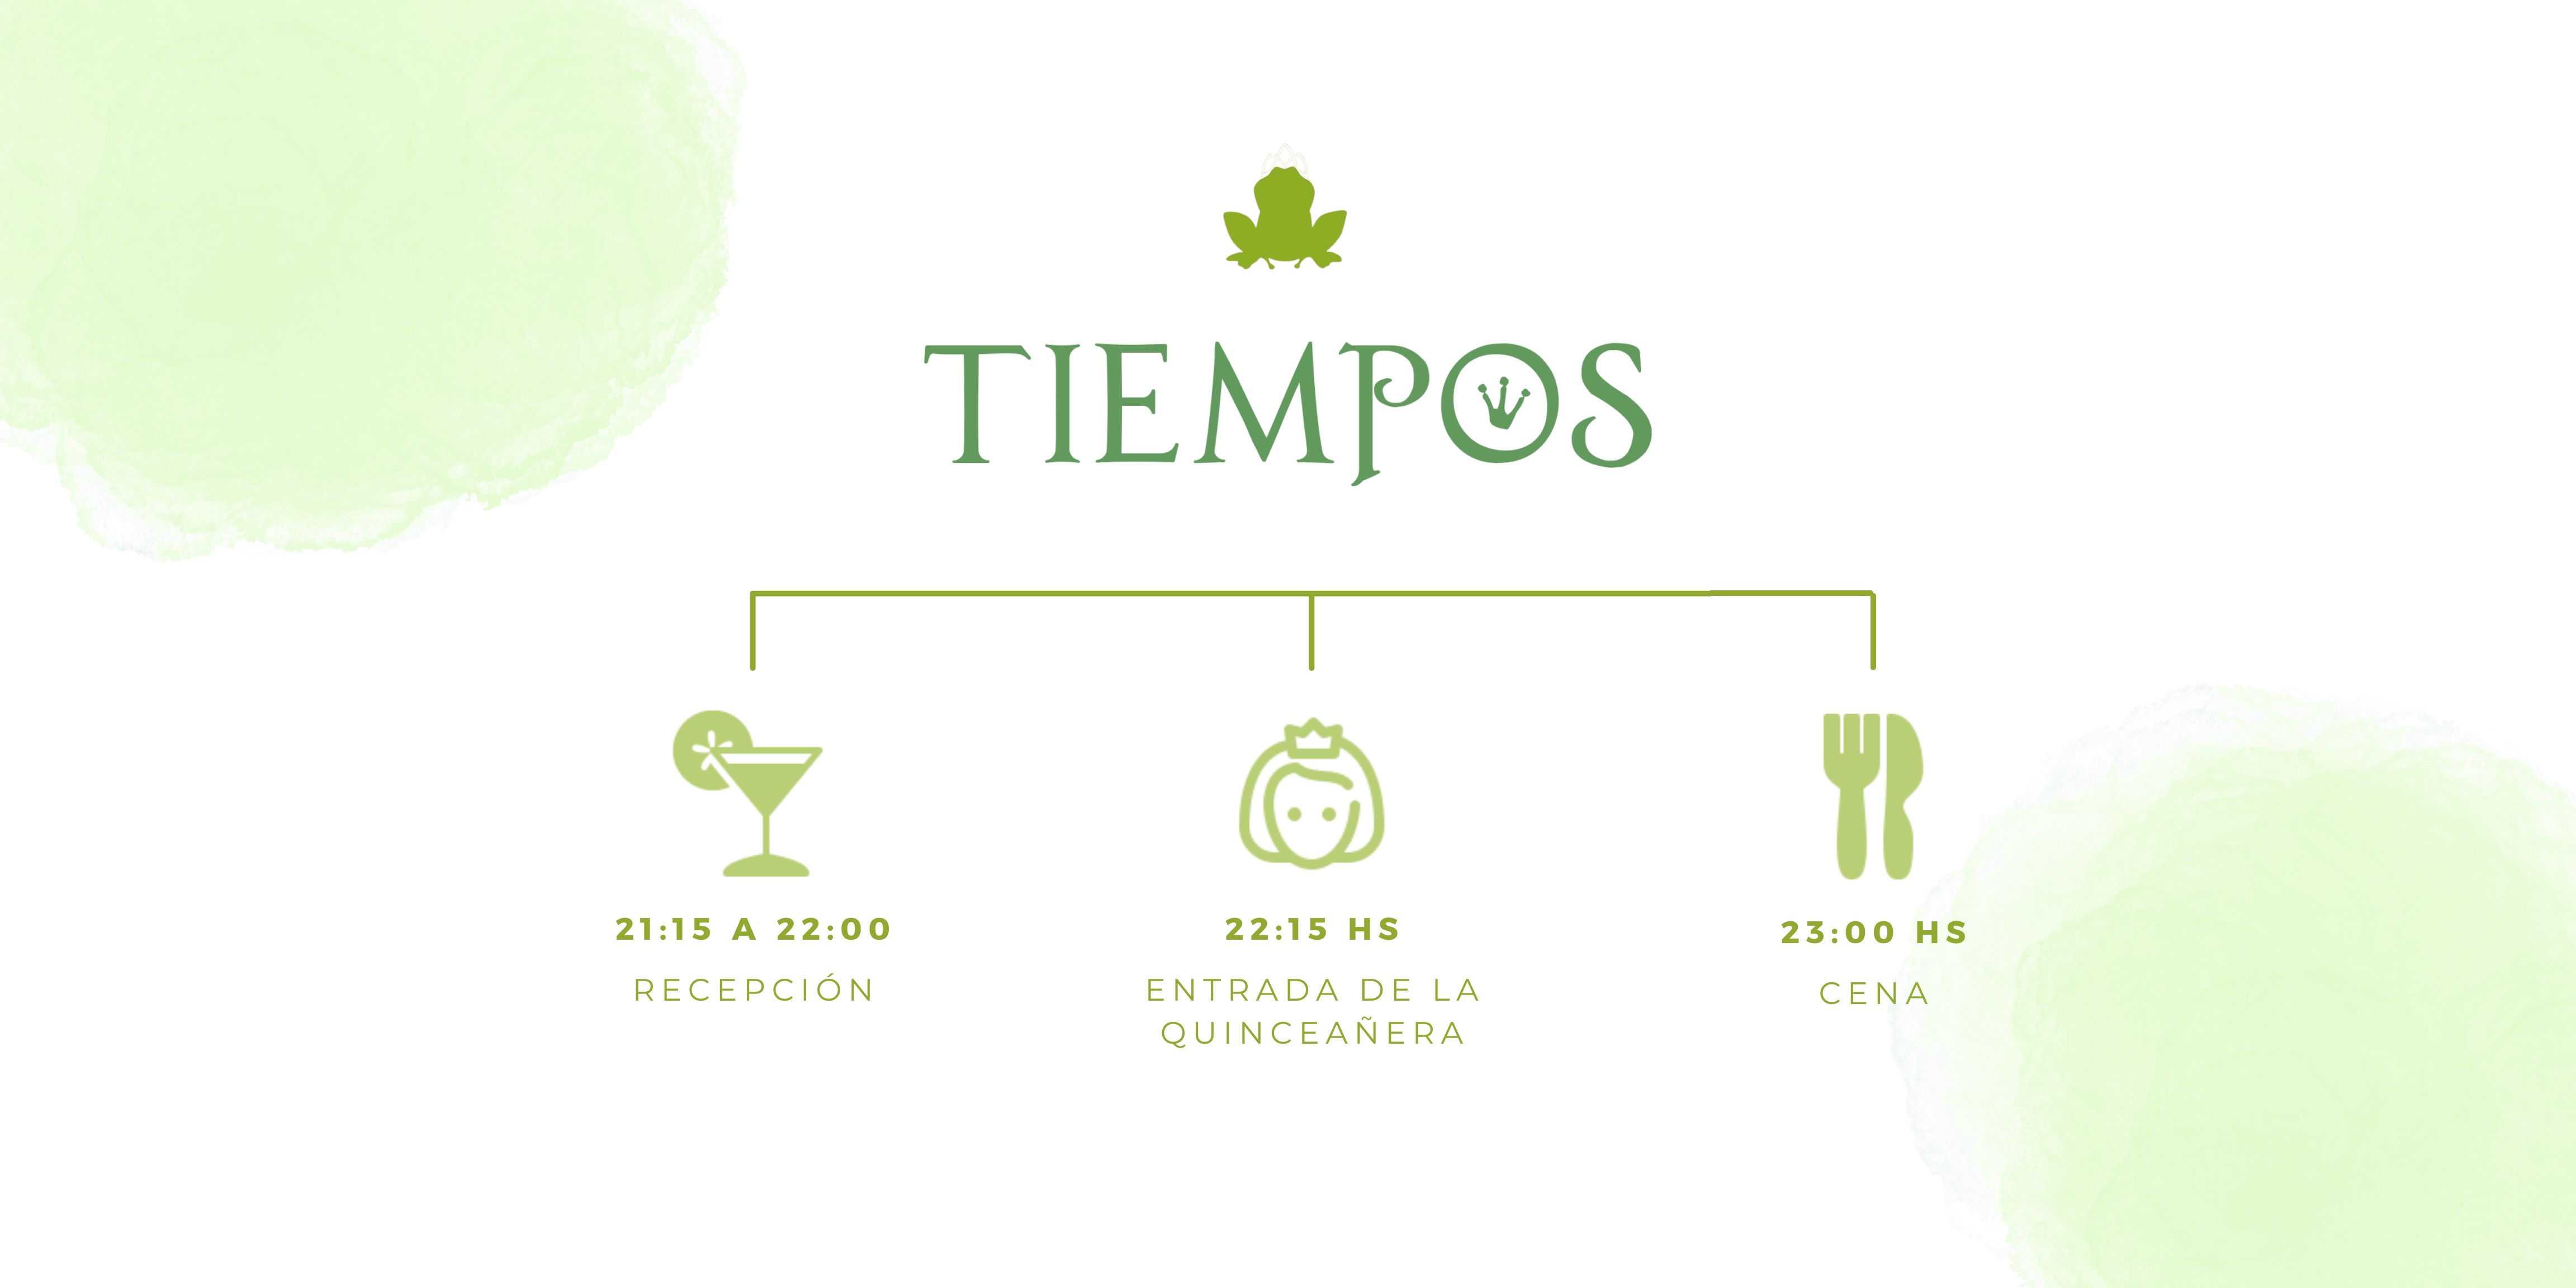 TIEMPOS
21:15 A 22:00
RECEPCIÓN
22:15 HS
ENTRADA DE LA
QUINCEAÑERA
23:00 HS
CENA